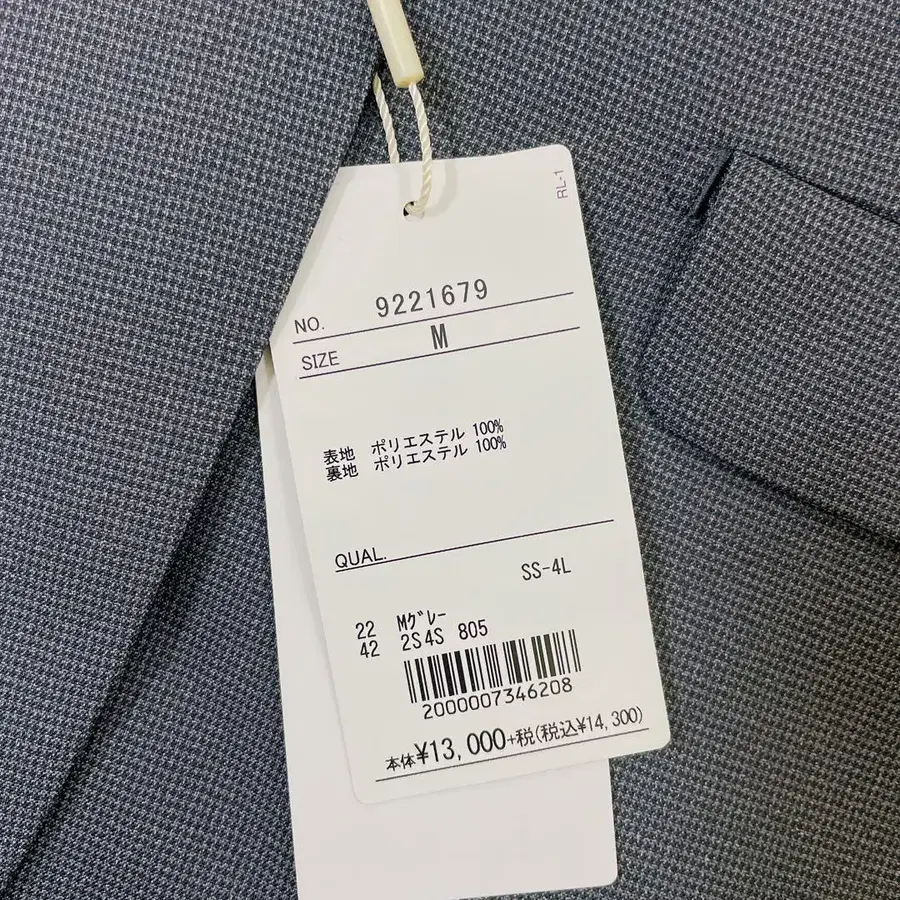 RL-1
NO. 9221679
SIZE M
表地 ポリエステル 100%
裏地 ポリエステル 100%
QUAL.
SS-4L
22 Mｸﾞﾚｰ
42 2S4S 805
2000007346208
本体¥13,000+税(税込¥14,300)